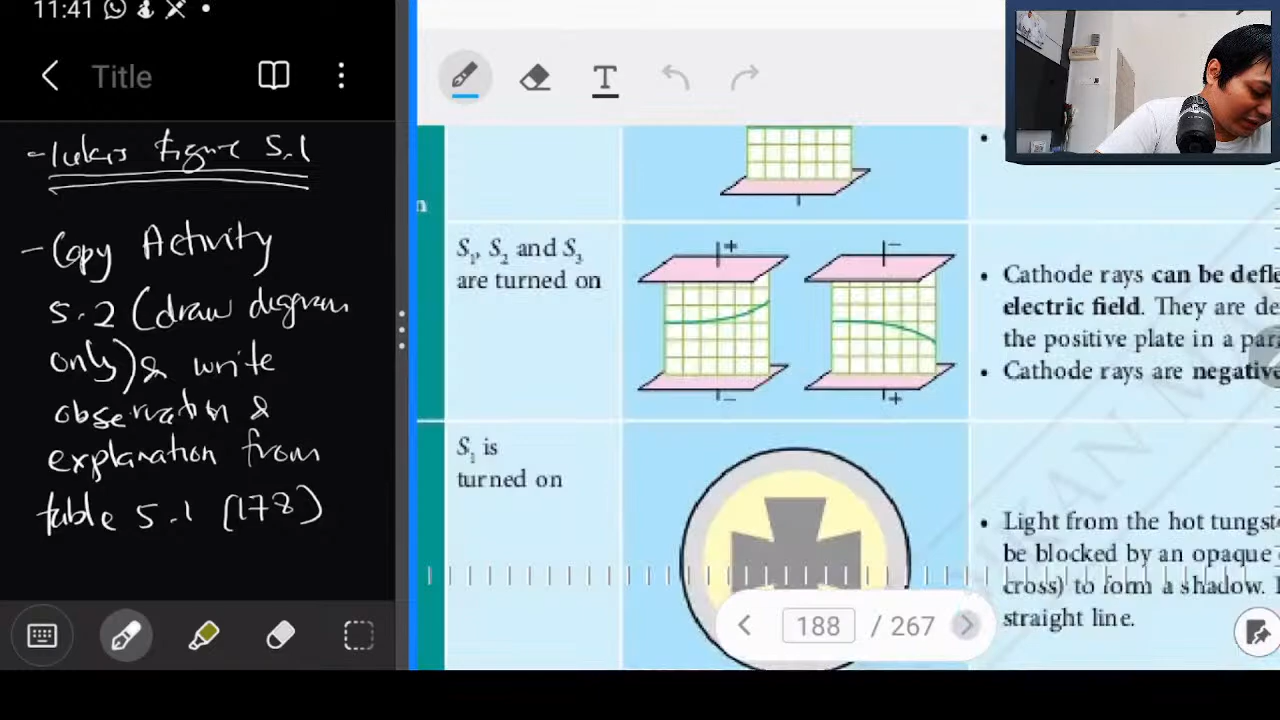 11:41
Title
- lukis figure 5.1
- Copy Activity
5.2 (draw diagram
only) & write
observation &
explanation from
table 5.1 (178)
n
S₁, S₂ and S₃
are turned on
+
-
-
+
• Cathode rays can be defle
electric field. They are de
the positive plate in a para
• Cathode rays are negative
S₁ is
turned on
• Light from the hot tungst
be blocked by an opaque
cross) to form a shadow. I
straight line.
188 / 267